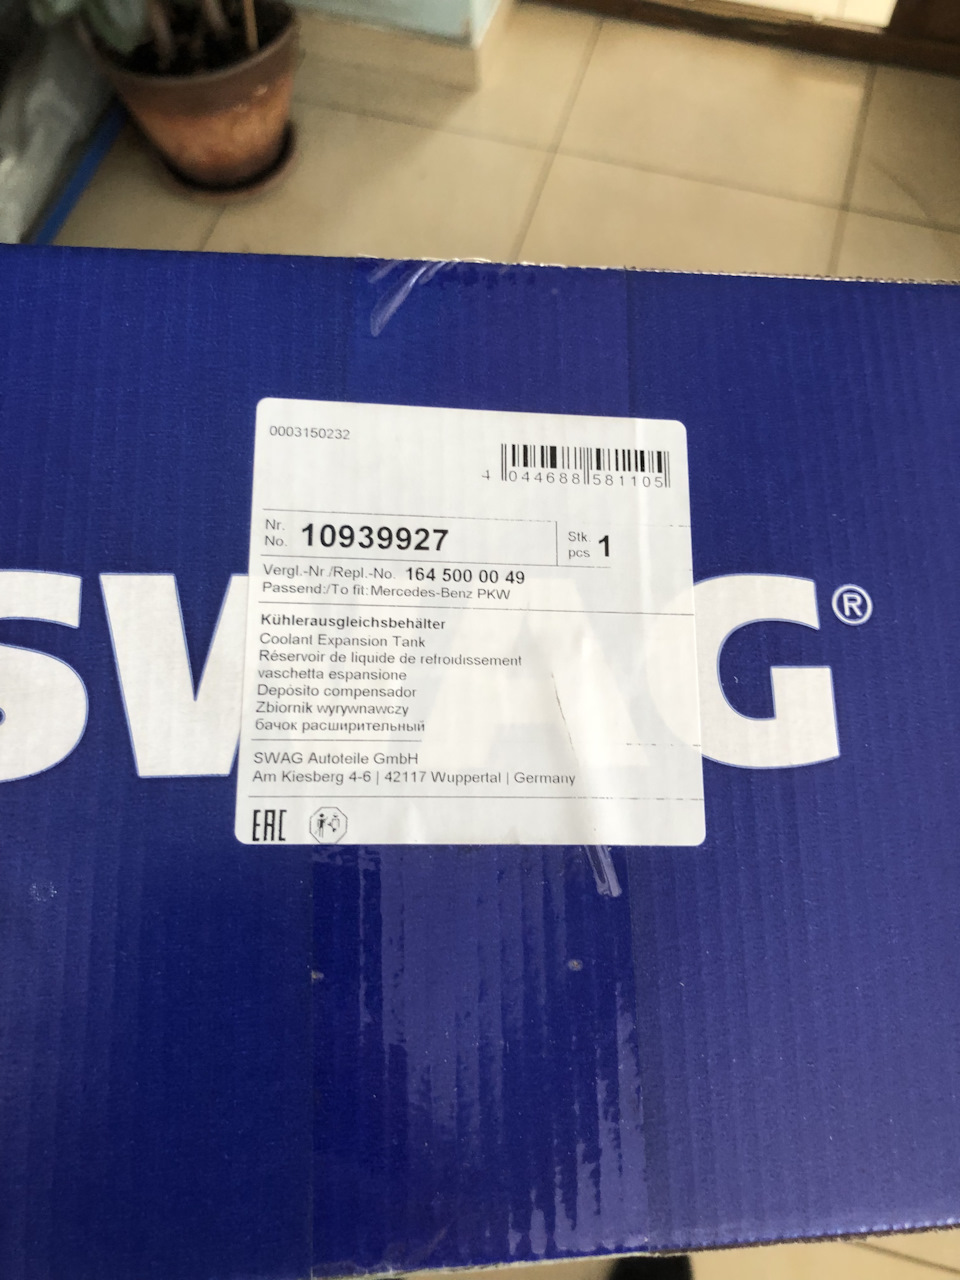 0003150232
4 044688 581105
Nr.
No. 10939927
Stk.
pcs 1
Vergl.-Nr./Repl.-No. 164 500 00 49
Passend:/To fit: Mercedes-Benz PKW
SWAG®
Kühlerausgleichsbehälter
Coolant Expansion Tank
Réservoir de liquide de refroidissement
vaschetta espansione
Depósito compensador
Zbiornik wyrywnawczy
бачок расширительный
SWAG Autoteile GmbH
Am Kiesberg 4-6 | 42117 Wuppertal | Germany
EAC